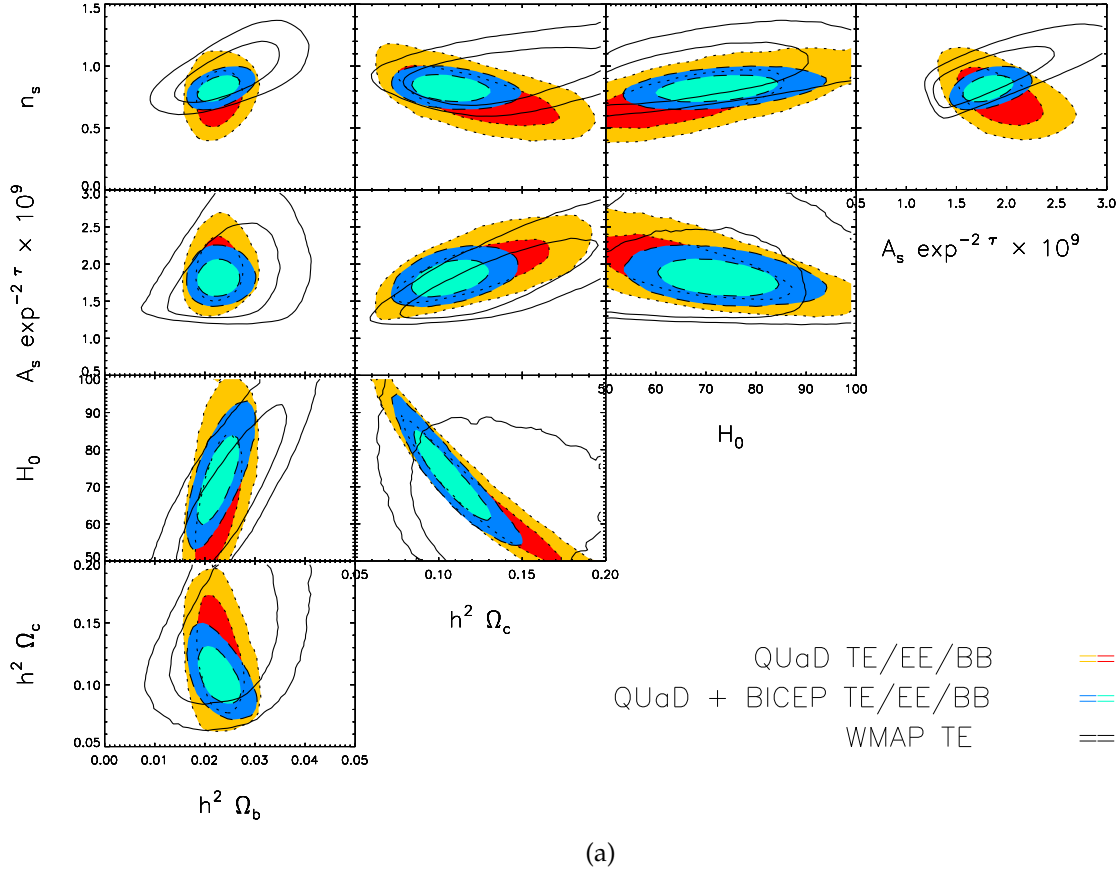 1.5
1.0
0.5
0.0
n_s
0.5 1.0 1.5 2.0 2.5 3.0
A_s exp^{-2 τ} × 10^9
3.0
2.5
2.0
1.5
1.0
0.5
A_s exp^{-2 τ} × 10^9
50 60 70 80 90 100
H_0
100
90
80
70
60
50
H_0
0.05 0.10 0.15 0.20
h^2 Ω_c
0.20
0.15
0.10
0.05
h^2 Ω_c
0.00 0.01 0.02 0.03 0.04 0.05
h^2 Ω_b
QUaD TE/EE/BB
QUaD + BICEP TE/EE/BB
WMAP TE
(a)